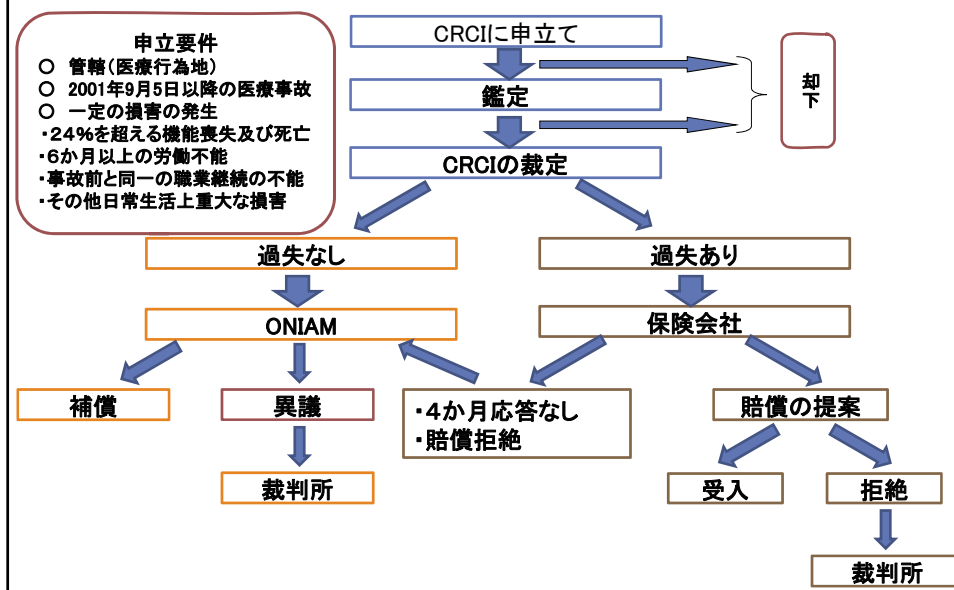 申立要件
○ 管轄(医療行為地)
○ 2001年9月5日以降の医療事故
○ 一定の損害の発生
・24%を超える機能喪失及び死亡
・6か月以上の労働不能
・事故前と同一の職業継続の不能
・その他日常生活上重大な損害
CRCIに申立て
却下
鑑定
CRCIの裁定
過失なし
過失あり
ONIAM
保険会社
補償
異議
・4か月応答なし
・賠償拒絶
賠償の提案
裁判所
受入
拒絶
裁判所